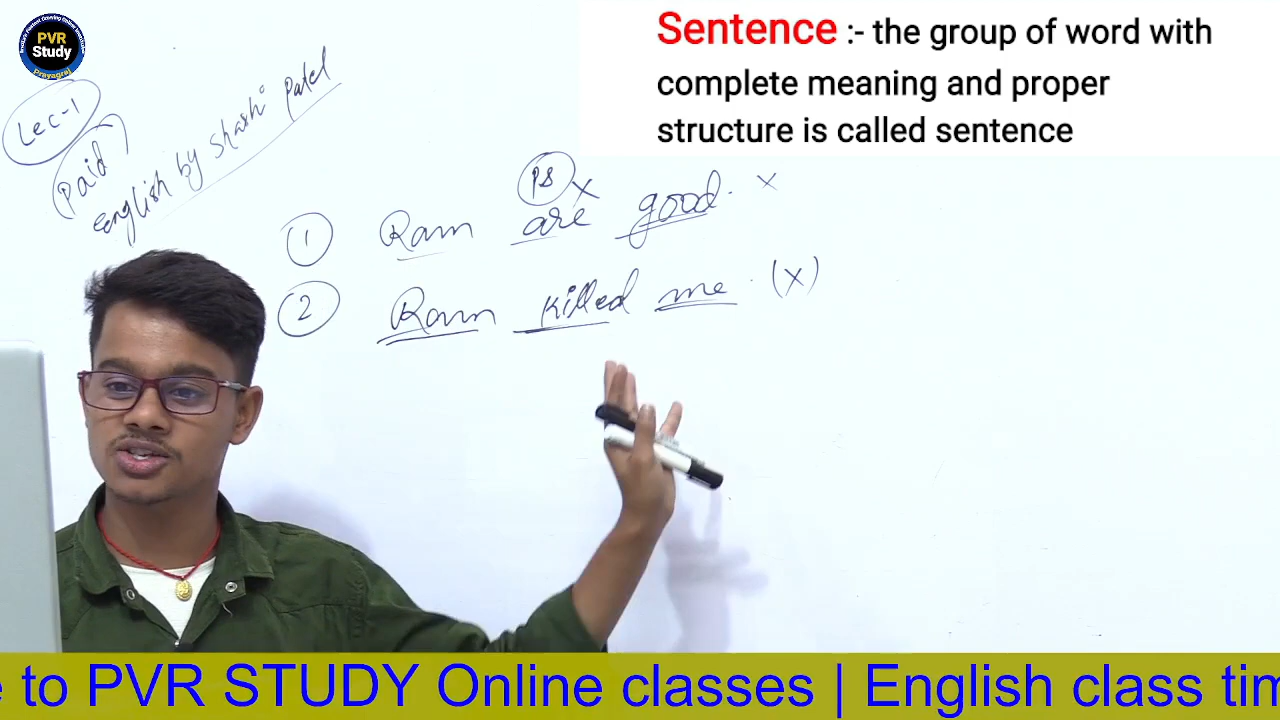 PVR
Study
Prayagraj
Sentence :- the group of word with
complete meaning and proper
structure is called sentence
Lec-1
Paid
English by Shashi Patel
PS
① Ram are good. x
② Ram killed me. (x)
e to PVR STUDY Online classes | English class tim